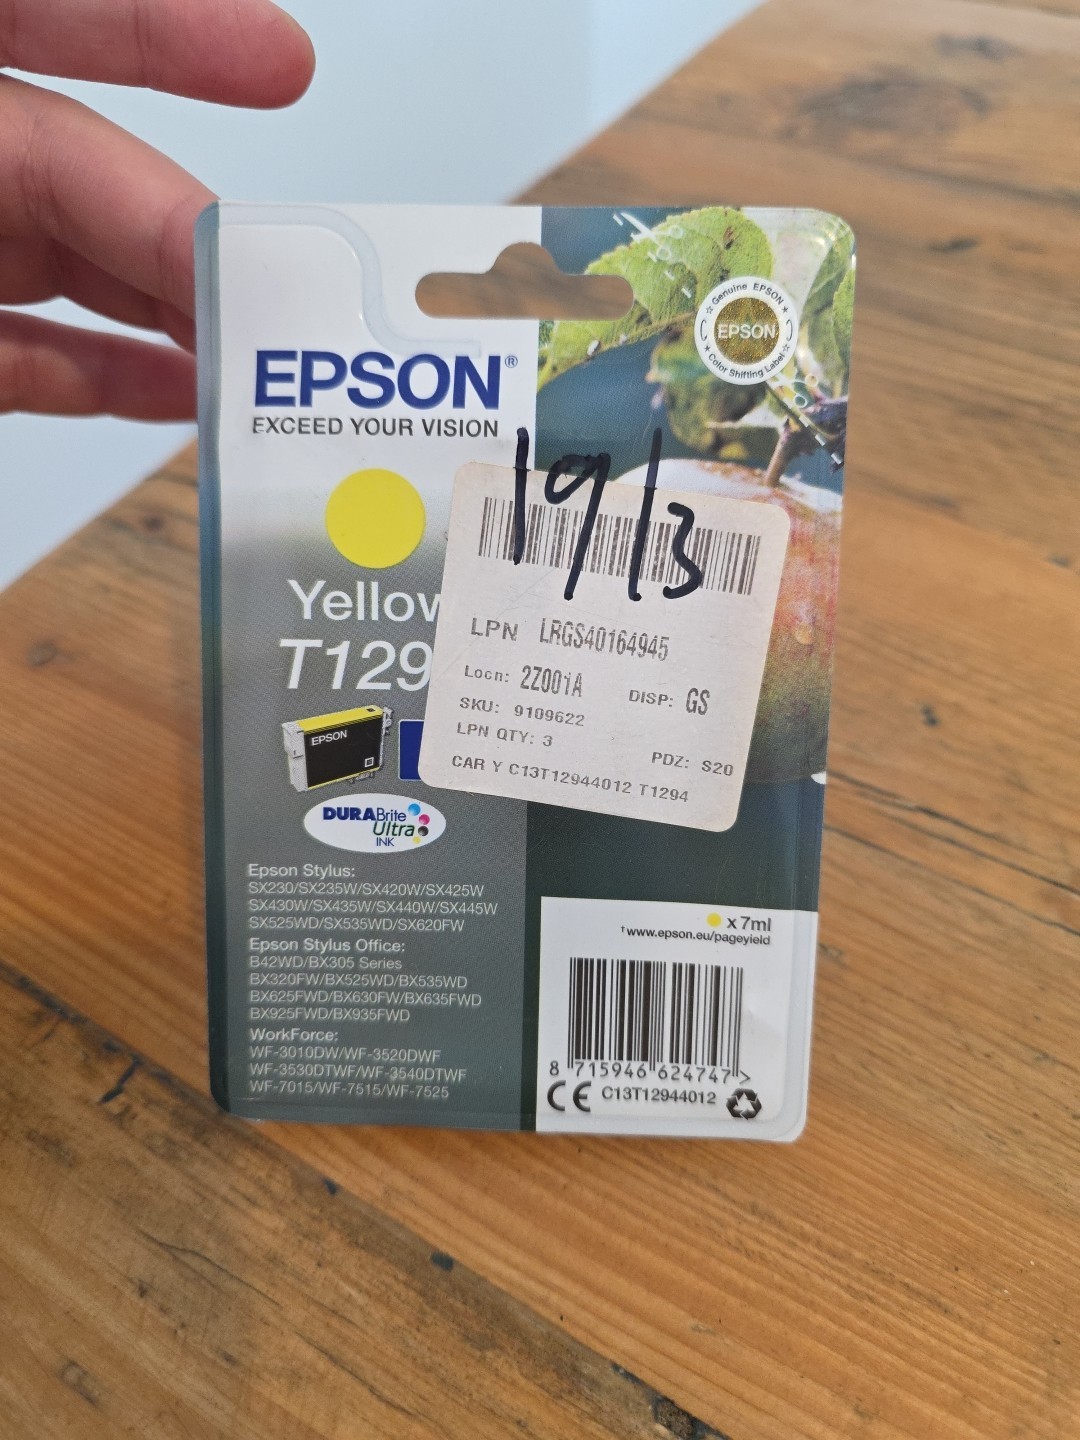 Genuine EPSON
EPSON
Color Shifting Label
EPSON®
EXCEED YOUR VISION
19/3
Yellow
T129
LPN LRGS40164945
Locn: 2Z001A DISP: GS
SKU: 9109622
LPN QTY: 3 PDZ: S20
CAR Y C13T12944012 T1294
EPSON
DURABrite
Ultra
INK
Epson Stylus:
SX230/SX235W/SX420W/SX425W
SX430W/SX435W/SX440W/SX445W
SX525WD/SX535WD/SX620FW
Epson Stylus Office:
B42WD/BX305 Series
BX320FW/BX525WD/BX535WD
BX625FWD/BX630FW/BX635FWD
BX925FWD/BX935FWD
WorkForce:
WF-3010DW/WF-3520DWF
WF-3530DTWF/WF-3540DTWF
WF-7015/WF-7515/WF-7525
x 7ml
†www.epson.eu/pageyield
8 715946 624747 >
CE C13T12944012